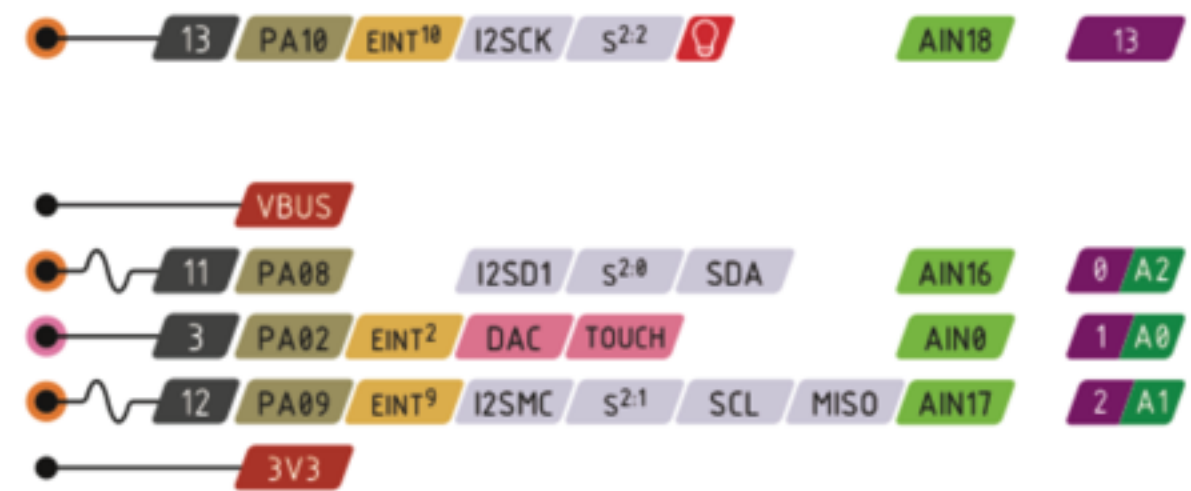 13 PA10 EINT¹⁰ I2SCK S²:² AIN18 13
VBUS
11 PA08 I2SD1 S²:⁰ SDA AIN16 0 A2
3 PA02 EINT² DAC TOUCH AIN0 1 A0
12 PA09 EINT⁹ I2SMC S²:¹ SCL MISO AIN17 2 A1
3V3